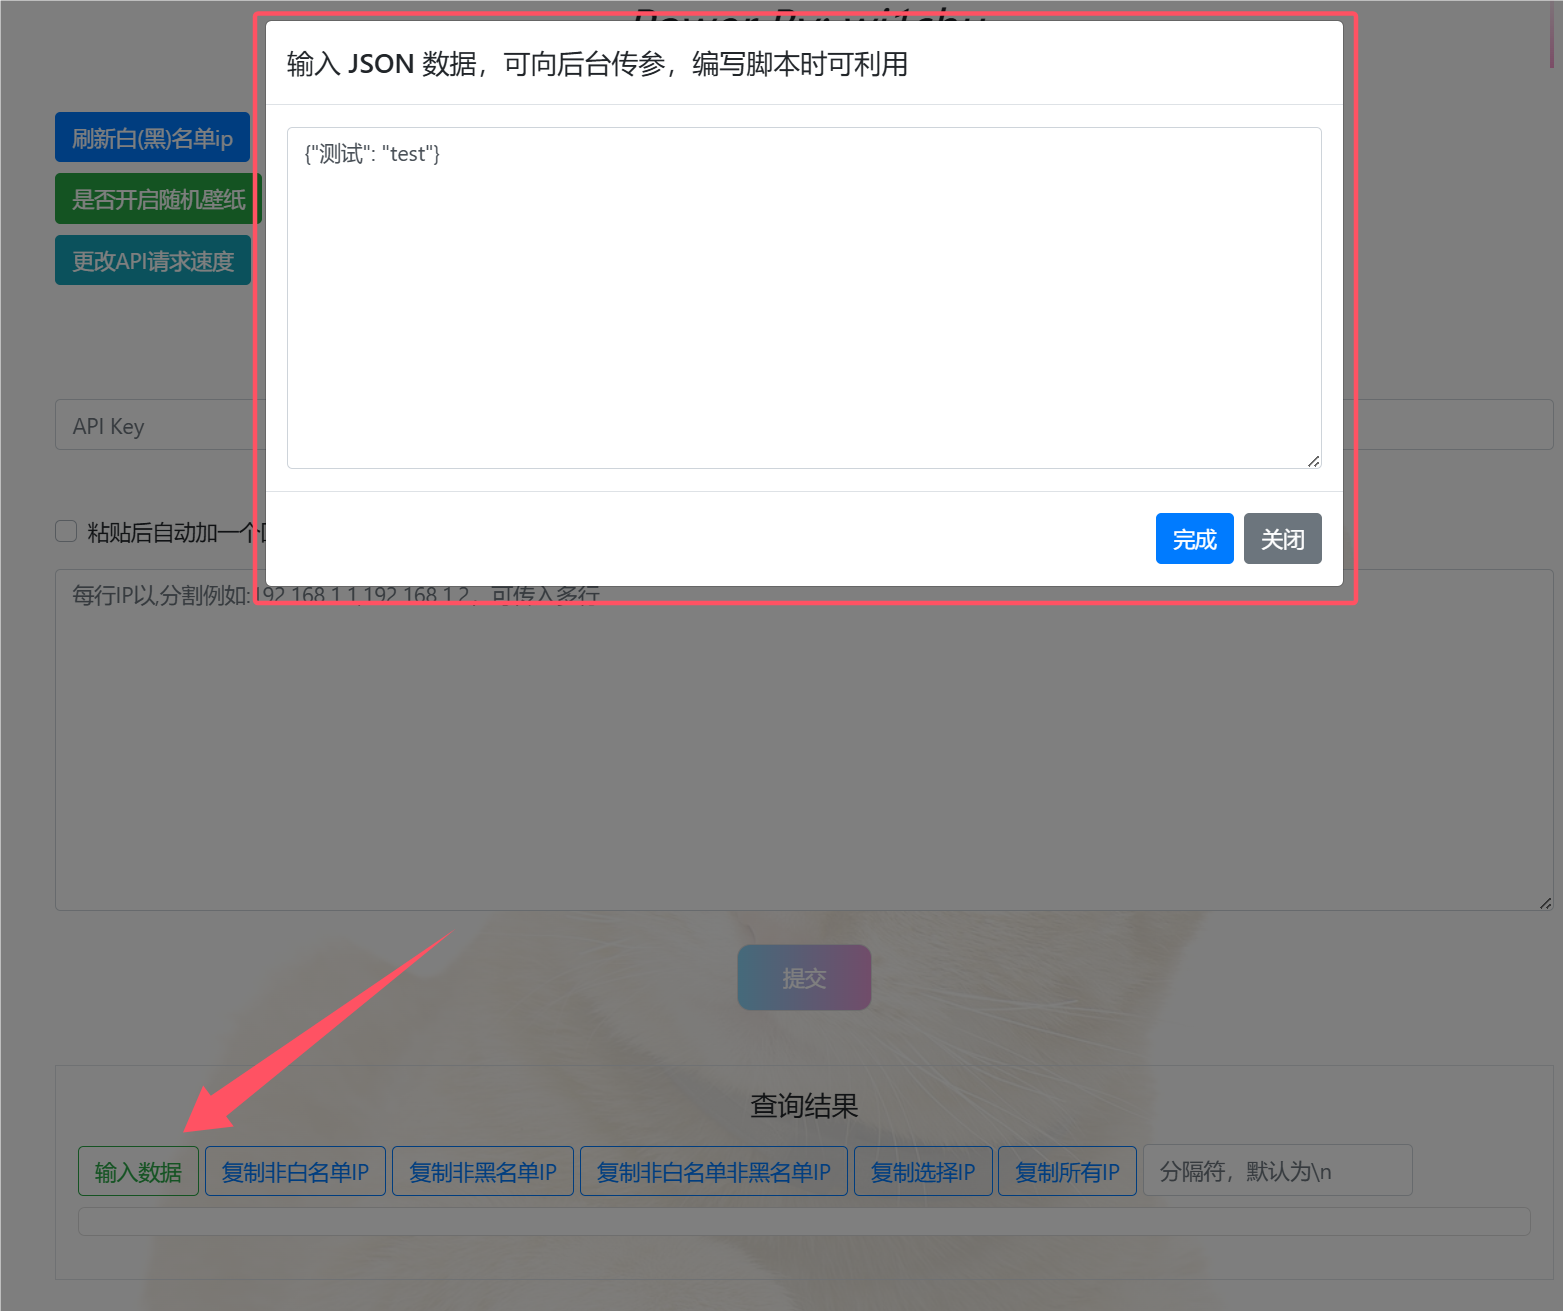 输入 JSON 数据，可向后台传参，编写脚本时可利用
刷新白(黑)名单ip
{"测试": "test"}
是否开启随机壁纸
更改API请求速度
API Key
粘贴后自动加一个
完成
关闭
每行IP以,分割例如:192.168.1.1,192.168.1.2，可传入多行
提交
查询结果
输入数据
复制非白名单IP
复制非黑名单IP
复制非白名单非黑名单IP
复制选择IP
复制所有IP
分隔符，默认为\n